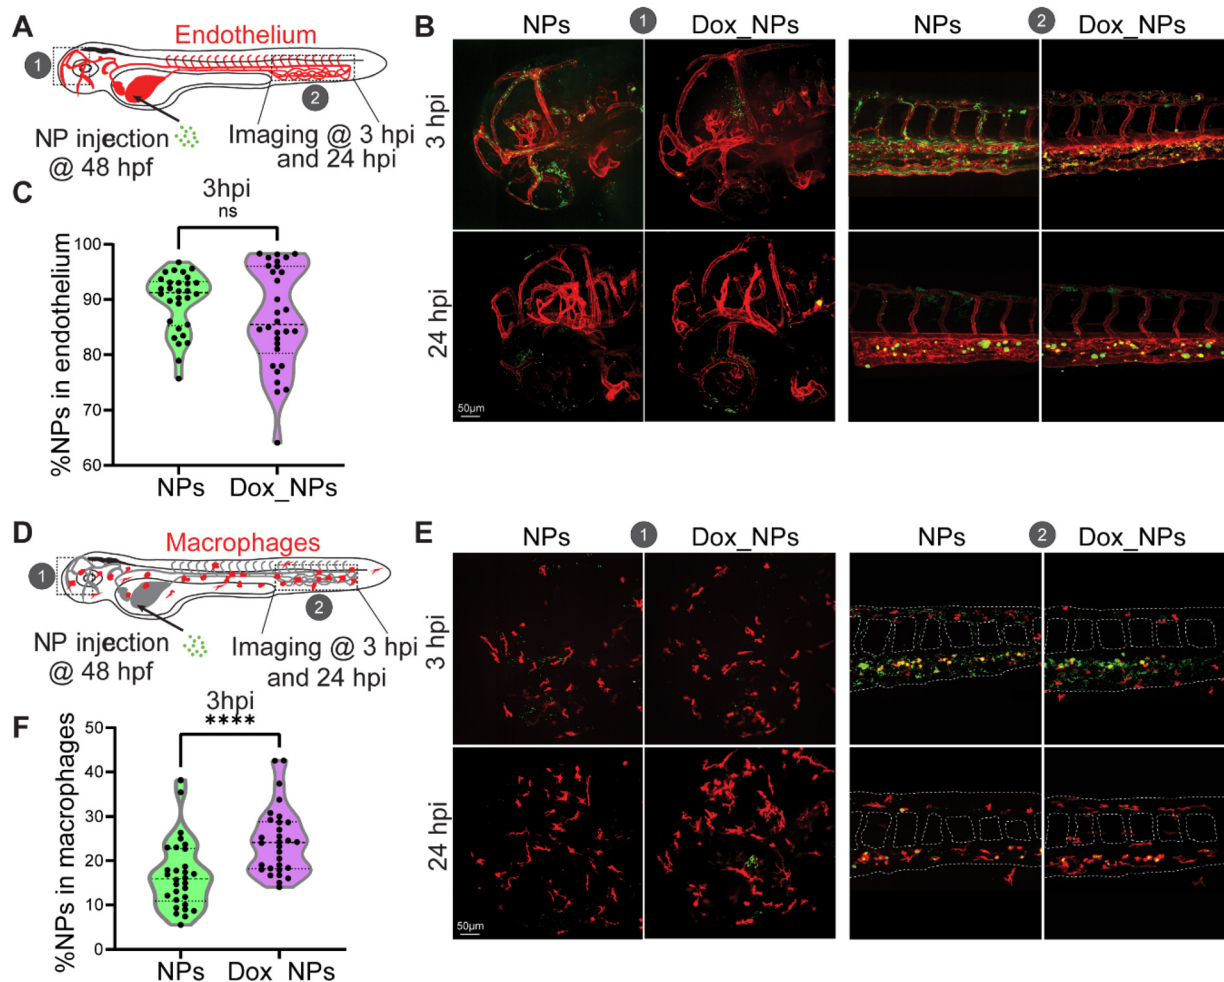 A
Endothelium
1
2
NP injection
@ 48 hpf
Imaging @ 3 hpi
and 24 hpi
B
NPs
1
Dox_NPs
NPs
2
Dox_NPs
3 hpi
24 hpi
50µm
C
3hpi
ns
%NPs in endothelium
100
90
80
70
60
NPs
Dox_NPs
D
Macrophages
1
2
NP injection
@ 48 hpf
Imaging @ 3 hpi
and 24 hpi
E
NPs
1
Dox_NPs
NPs
2
Dox_NPs
3 hpi
24 hpi
50µm
F
3hpi
****
%NPs in macrophages
50
40
30
20
10
0
NPs
Dox NPs